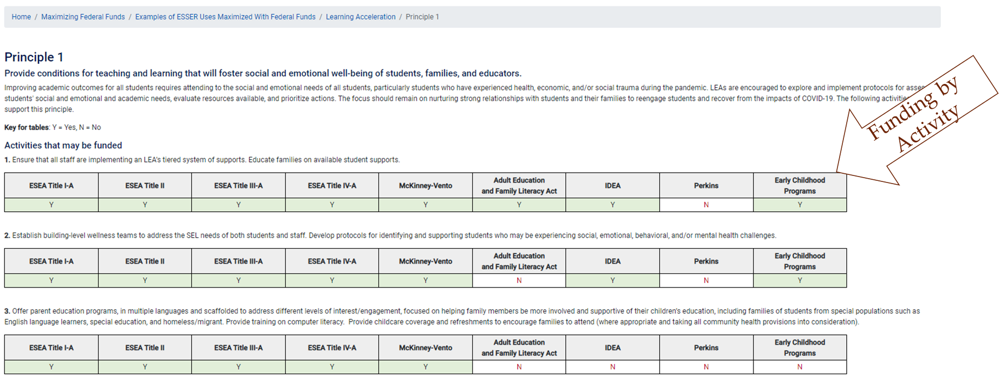 Home / Maximizing Federal Funds / Examples of ESSER Uses Maximized With Federal Funds / Learning Acceleration / Principle 1
Principle 1
Provide conditions for teaching and learning that will foster social and emotional well-being of students, families, and educators.
Improving academic outcomes for all students requires attending to the social and emotional needs of all students, particularly students who have experienced health, economic, and/or social trauma during the pandemic. LEAs are encouraged to explore and implement protocols for
students' social and emotional and academic needs, evaluate resources available, and prioritize actions. The focus should remain on nurturing strong relationships with students and their families to reengage students and recover from the impacts of COVID-19. The following
support this principle.
Funding by
Activity
Key for tables: Y = Yes, N = No
Activities that may be funded
1. Ensure that all staff are implementing an LEA's tiered system of supports. Educate families on available student supports.
ESEA Title I-A ESEA Title II ESEA Title III-A ESEA Title IV-A McKinney-Vento Adult Education and Family Literacy Act IDEA Perkins Early Childhood Programs
Y Y Y Y Y Y Y N Y
2. Establish building-level wellness teams to address the SEL needs of both students and staff. Develop protocols for identifying and supporting students who may be experiencing social, emotional, behavioral, and/or mental health challenges.
ESEA Title I-A ESEA Title II ESEA Title III-A ESEA Title IV-A McKinney-Vento Adult Education and Family Literacy Act IDEA Perkins Early Childhood Programs
Y Y Y Y Y N Y N Y
3. Offer parent education programs, in multiple languages and scaffolded to address different levels of interest/engagement, focused on helping family members be more involved and supportive of their children's education, including families of students from special populations such as
English language learners, special education, and homeless/migrant. Provide training on computer literacy. Provide childcare coverage and refreshments to encourage families to attend (where appropriate and taking all community health provisions into consideration).
ESEA Title I-A ESEA Title II ESEA Title III-A ESEA Title IV-A McKinney-Vento Adult Education and Family Literacy Act IDEA Perkins Early Childhood Programs
Y Y Y Y Y N N N N